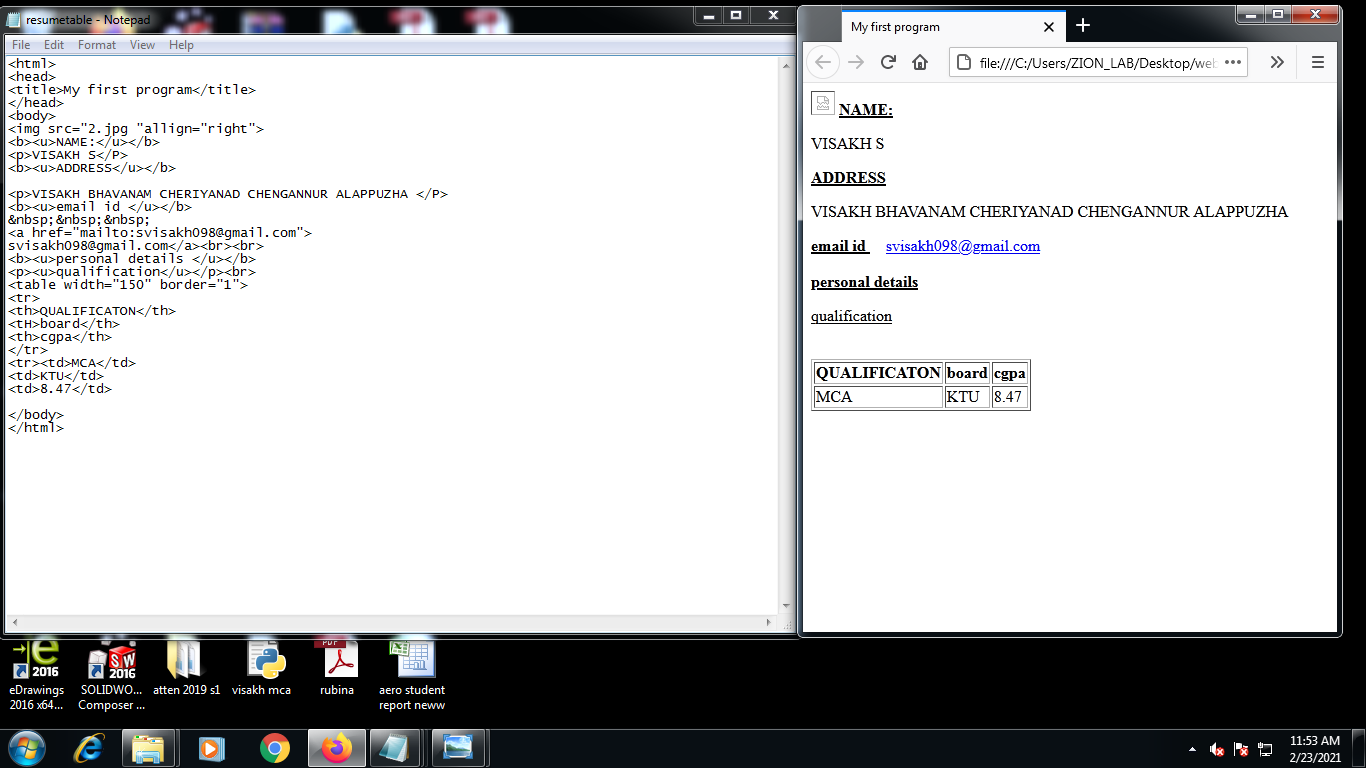 resumetable - Notepad
File Edit Format View Help
<html>
<head>
<title>My first program</title>
</head>
<body>
<img src="2.jpg "allign="right">
<b><u>NAME:</u></b>
<p>VISAKH S</P>
<b><u>ADDRESS</u></b>
<p>VISAKH BHAVANAM CHERIYANAD CHENGANNUR ALAPPUZHA </P>
<b><u>email id </u></b>
&nbsp;&nbsp;&nbsp;
<a href="mailto:svisakh098@gmail.com">
svisakh098@gmail.com</a><br><br>
<b><u>personal details </u></b>
<p><u>qualification</u></p><br>
<table width="150" border="1">
<tr>
<th>QUALIFICATON</th>
<tH>board</th>
<th>cgpa</th>
</tr>
<tr><td>MCA</td>
<td>KTU</td>
<td>8.47</td>
</body>
</html>
My first program
file:///C:/Users/ZION_LAB/Desktop/web
NAME:
VISAKH S
ADDRESS
VISAKH BHAVANAM CHERIYANAD CHENGANNUR ALAPPUZHA
email id svisakh098@gmail.com
personal details
qualification
QUALIFICATON board cgpa
MCA KTU 8.47
2016
SW
2016
PDF
eDrawings
2016 x64...
SOLIDWO...
Composer ...
atten 2019 s1
visakh mca
rubina
aero student
report neww
11:53 AM
2/23/2021